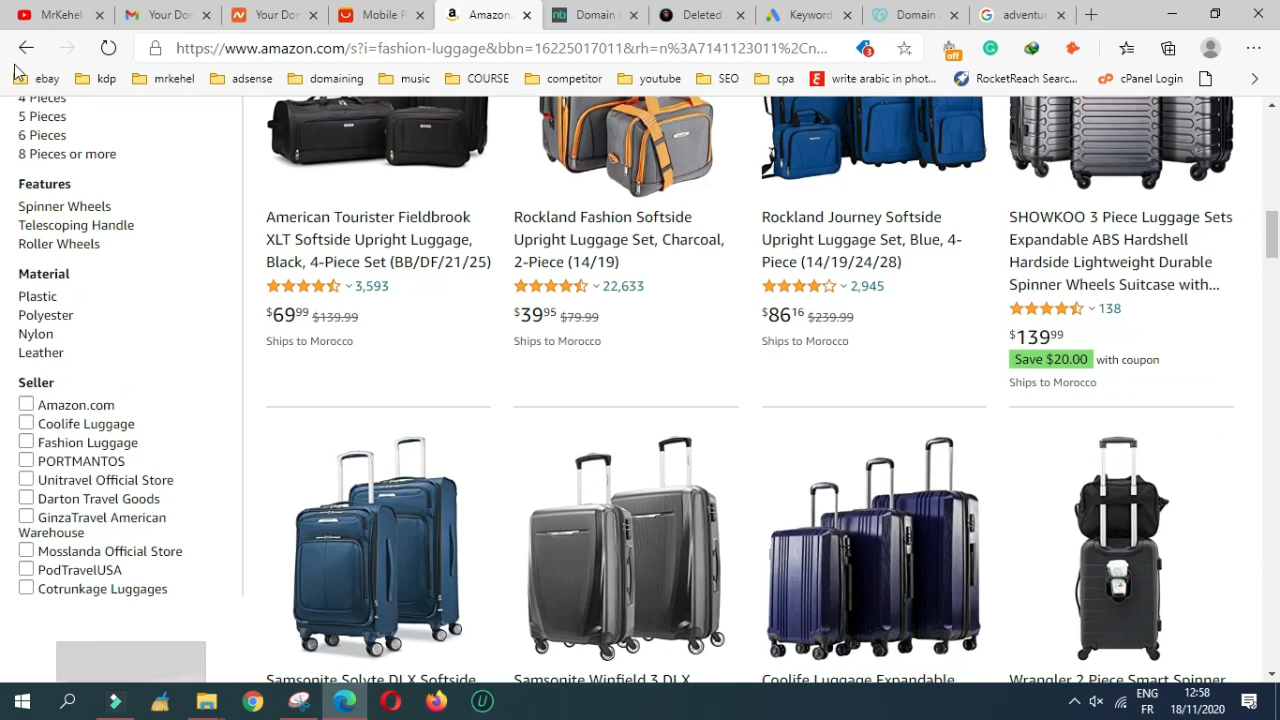 MrKehel
Your Don
Your Don
Mobile P
Amazon.
Domain I
Deleted
Keyword
Domain
adventur
https://www.amazon.com/s?i=fashion-luggage&bbn=16225017011&rh=n%3A7141123011%2Cn...
3
off
ebay
kdp
mrkehel
adsense
domaining
music
COURSE
competitor
youtube
SEO
cpa
write arabic in phot...
RocketReach Searc...
cPanel Login
4 Pieces
5 Pieces
6 Pieces
8 Pieces or more
Features
Spinner Wheels
Telescoping Handle
Roller Wheels
Material
Plastic
Polyester
Nylon
Leather
Seller
Amazon.com
Coolife Luggage
Fashion Luggage
PORTMANTOS
Unitravel Official Store
Darton Travel Goods
GinzaTravel American
Warehouse
Mosslanda Official Store
PodTravelUSA
Cotrunkage Luggages
American Tourister Fieldbrook
XLT Softside Upright Luggage,
Black, 4-Piece Set (BB/DF/21/25)
3,593
$69.99 $139.99
Ships to Morocco
Rockland Fashion Softside
Upright Luggage Set, Charcoal,
2-Piece (14/19)
22,633
$39.95 $79.99
Ships to Morocco
Rockland Journey Softside
Upright Luggage Set, Blue, 4-
Piece (14/19/24/28)
2,945
$86.16 $239.99
Ships to Morocco
SHOWKOO 3 Piece Luggage Sets
Expandable ABS Hardshell
Hardside Lightweight Durable
Spinner Wheels Suitcase with...
138
$139.99
Save $20.00 with coupon
Ships to Morocco
Samsonite Solyte DLX Softside
Samsonite Winfield 3 DLX
Coolife Luggage Expandable
Wrangler 2 Piece Smart Spinner
ENG
FR
12:58
18/11/2020